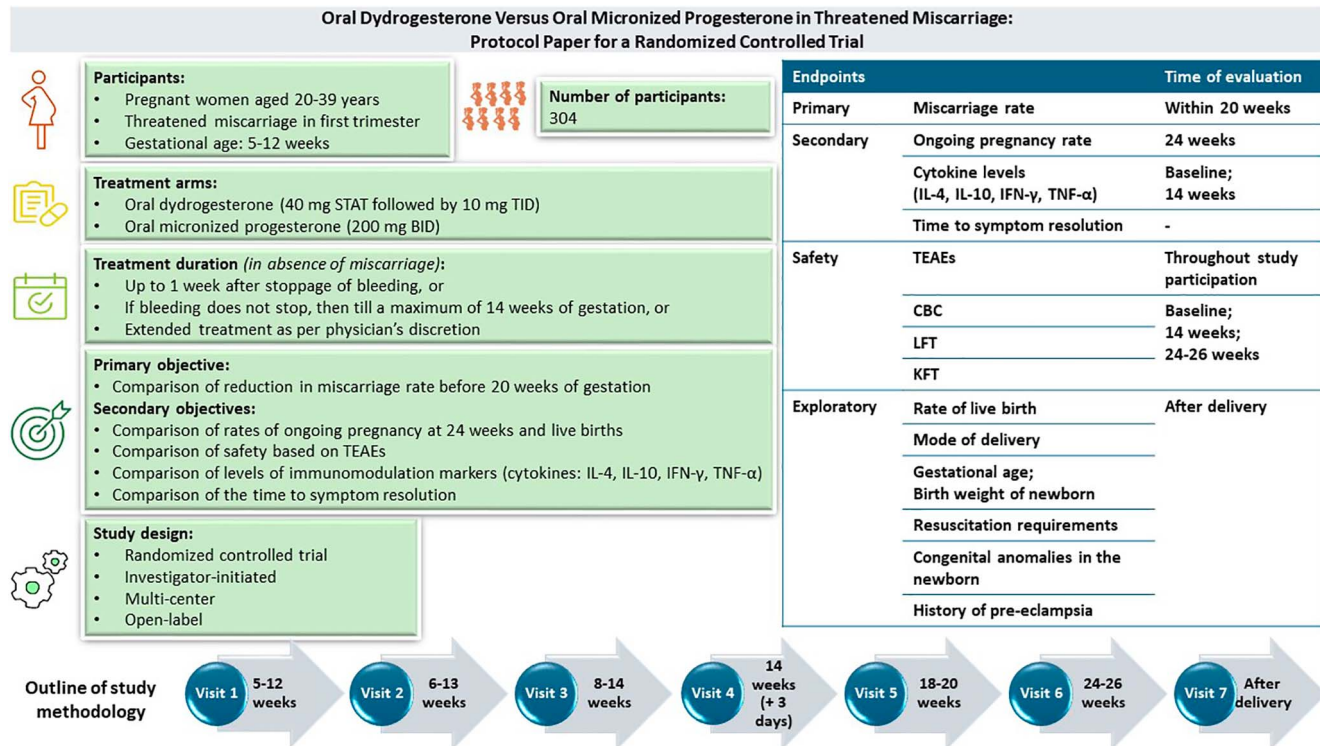 Oral Dydrogesterone Versus Oral Micronized Progesterone in Threatened Miscarriage:
Protocol Paper for a Randomized Controlled Trial
Participants:
• Pregnant women aged 20-39 years
• Threatened miscarriage in first trimester
• Gestational age: 5-12 weeks
Number of participants:
304
Treatment arms:
• Oral dydrogesterone (40 mg STAT followed by 10 mg TID)
• Oral micronized progesterone (200 mg BID)
Treatment duration (in absence of miscarriage):
• Up to 1 week after stoppage of bleeding, or
• If bleeding does not stop, then till a maximum of 14 weeks of gestation, or
• Extended treatment as per physician's discretion
Primary objective:
• Comparison of reduction in miscarriage rate before 20 weeks of gestation
Secondary objectives:
• Comparison of rates of ongoing pregnancy at 24 weeks and live births
• Comparison of safety based on TEAEs
• Comparison of levels of immunomodulation markers (cytokines: IL-4, IL-10, IFN-γ, TNF-α)
• Comparison of the time to symptom resolution
Study design:
• Randomized controlled trial
• Investigator-initiated
• Multi-center
• Open-label
Endpoints Time of evaluation
Primary Miscarriage rate Within 20 weeks
Secondary Ongoing pregnancy rate 24 weeks
Cytokine levels Baseline;
(IL-4, IL-10, IFN-γ, TNF-α) 14 weeks
Time to symptom resolution -
Safety TEAEs Throughout study
participation
CBC Baseline;
LFT 14 weeks;
KFT 24-26 weeks
Exploratory Rate of live birth After delivery
Mode of delivery
Gestational age;
Birth weight of newborn
Resuscitation requirements
Congenital anomalies in the
newborn
History of pre-eclampsia
Outline of study
methodology
Visit 1
5-12
weeks
Visit 2
6-13
weeks
Visit 3
8-14
weeks
Visit 4
14
weeks
(+ 3
days)
Visit 5
18-20
weeks
Visit 6
24-26
weeks
Visit 7
After
delivery